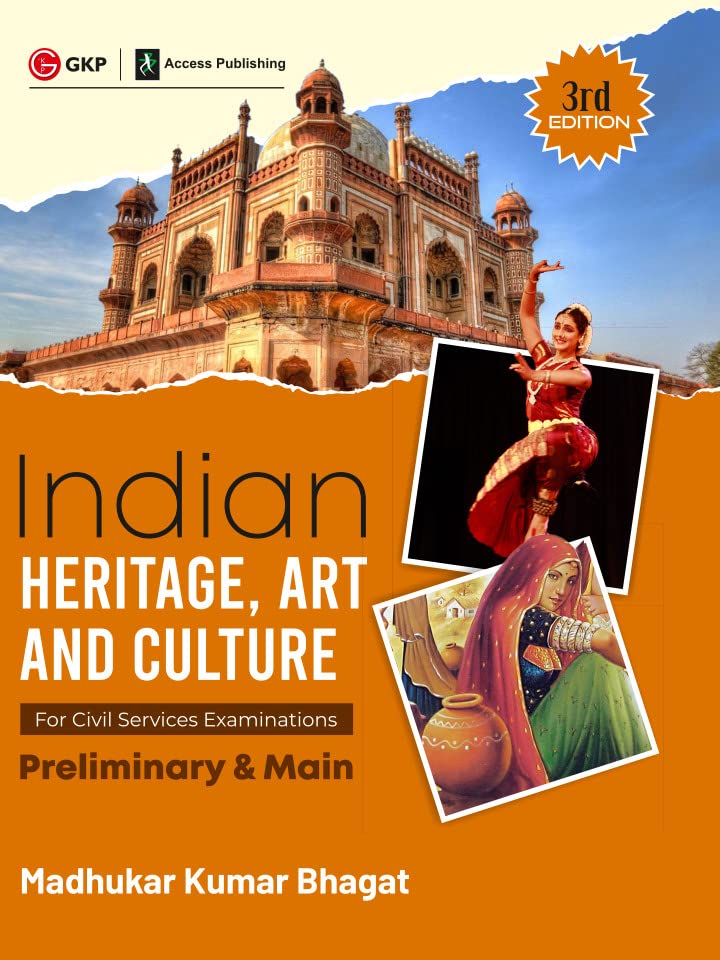 GKP
Access Publishing
3rd
EDITION
Indian
HERITAGE, ART
AND CULTURE
For Civil Services Examinations
Preliminary & Main
Madhukar Kumar Bhagat